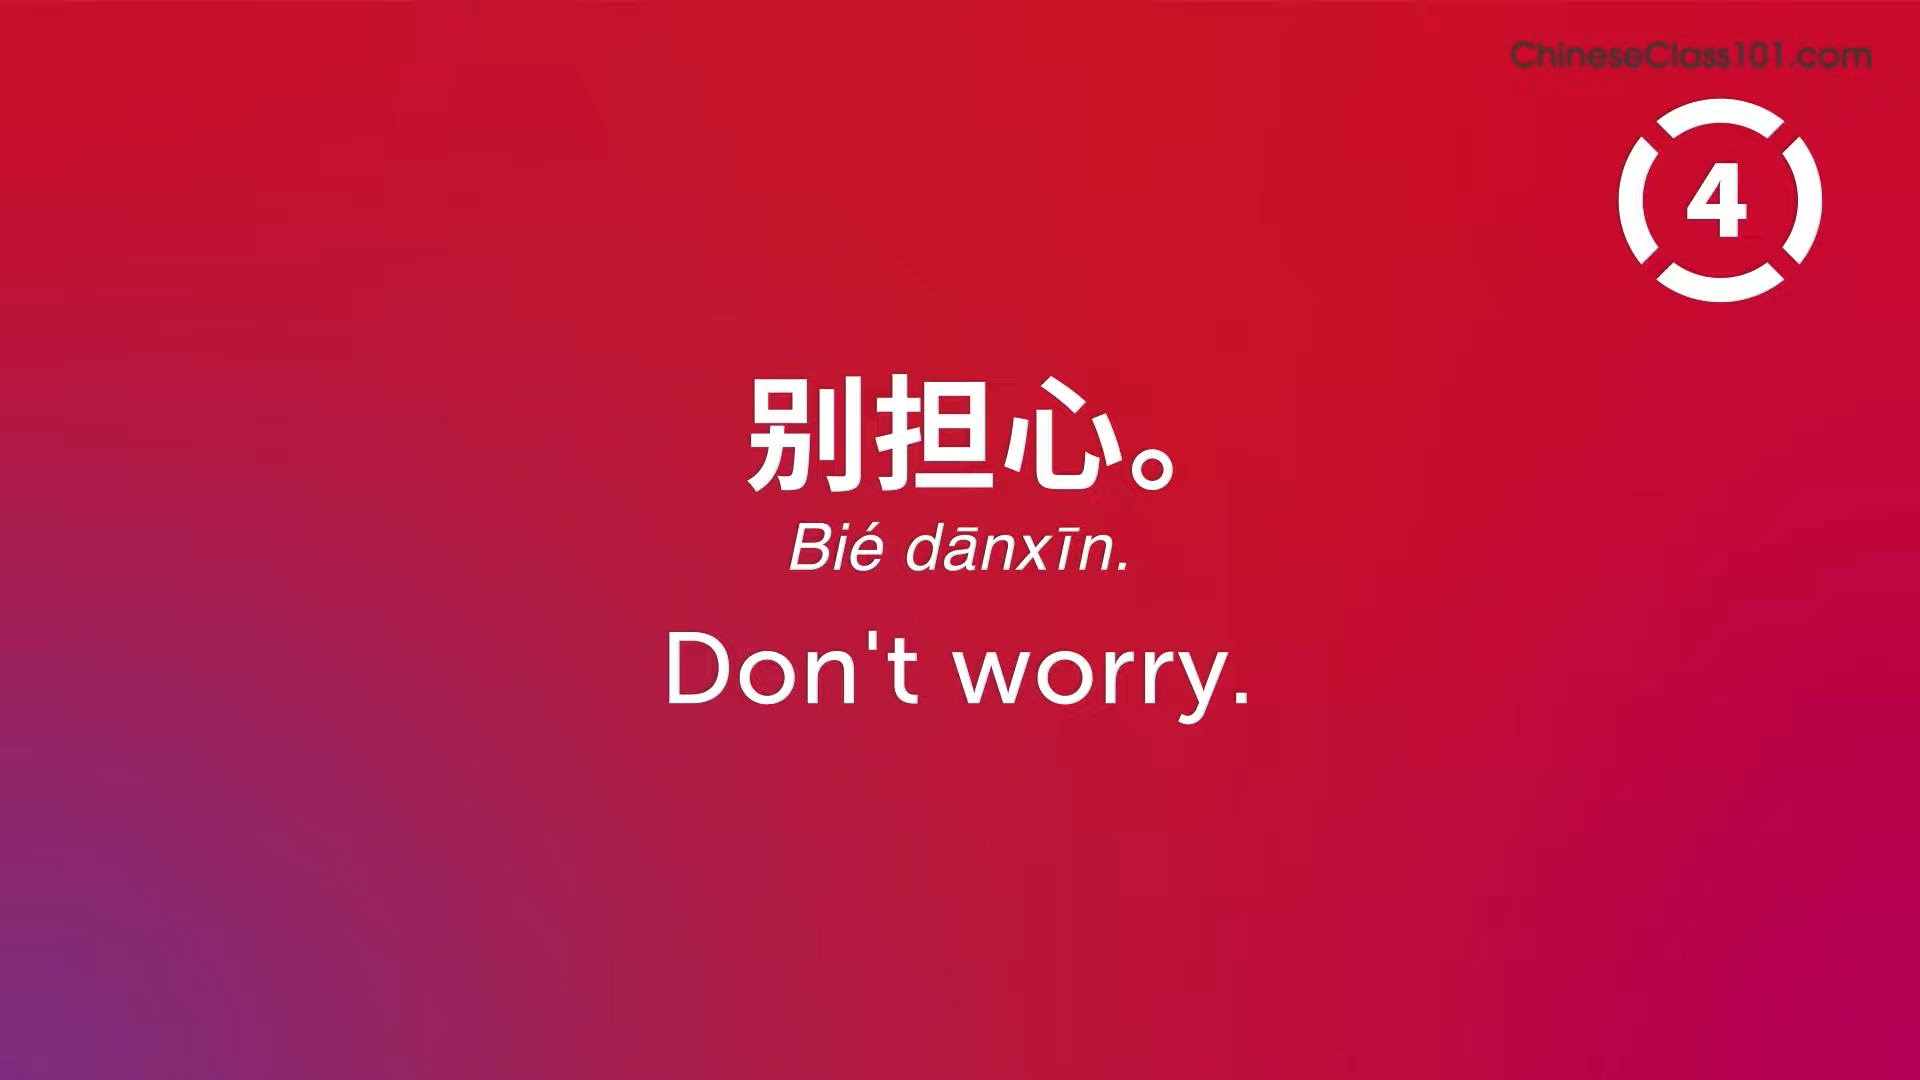 ChineseClass101.com
4
别担心。
Bié dānxīn.
Don't worry.